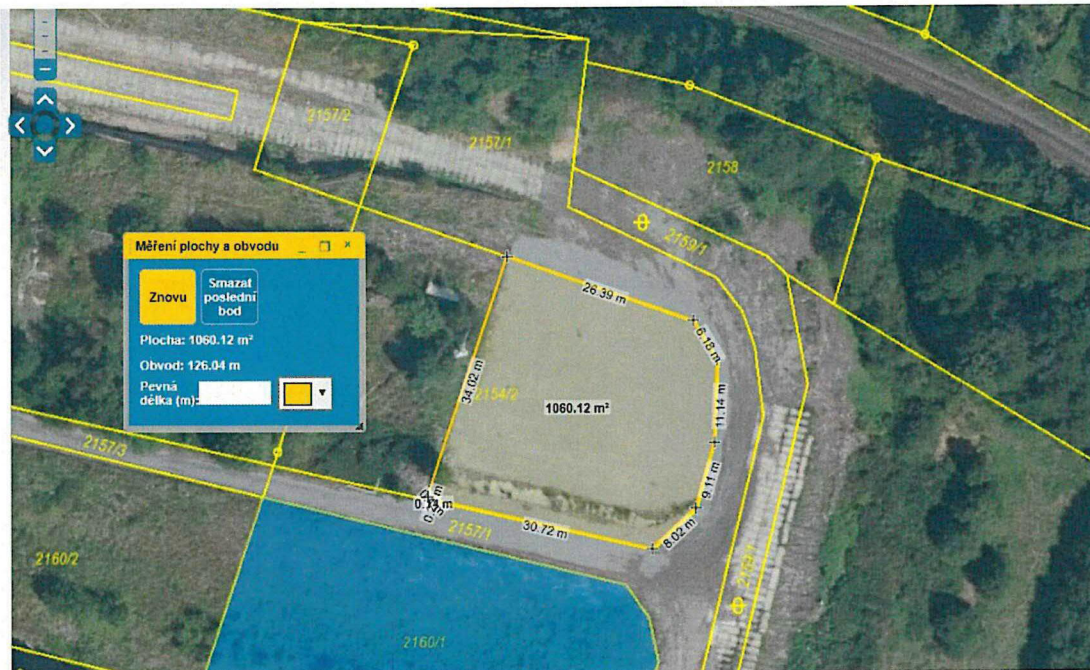 2157/2
2157/1
2158
2159/1
Měření plochy a obvodu
Znovu
Smazat
poslední
bod
Plocha: 1060.12 m²
Obvod: 126.04 m
Pevná
délka (m):
26.39 m
6.18 m
34.02 m
2154/2
1060.12 m²
11.14 m
9.11 m
8.02 m
30.72 m
2157/3
2157/1
2160/2
2160/1